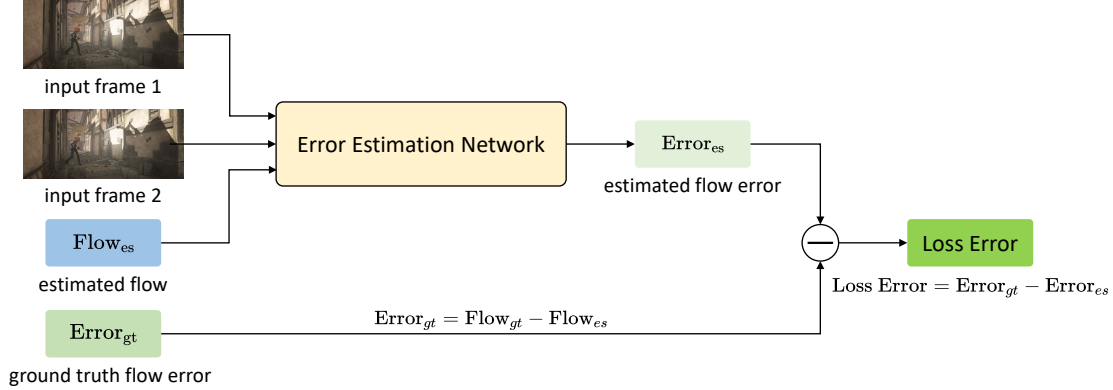 input frame 1
input frame 2
Flow_es
estimated flow
Error_gt
ground truth flow error
Error Estimation Network
Error_es
estimated flow error
Error_gt = Flow_gt − Flow_es
Loss Error
Loss Error = Error_gt − Error_es